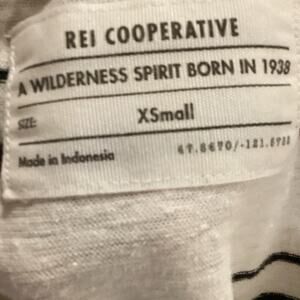 REI COOPERATIVE
A WILDERNESS SPIRIT BORN IN 1938
SIZE: XSmall
Made in Indonesia